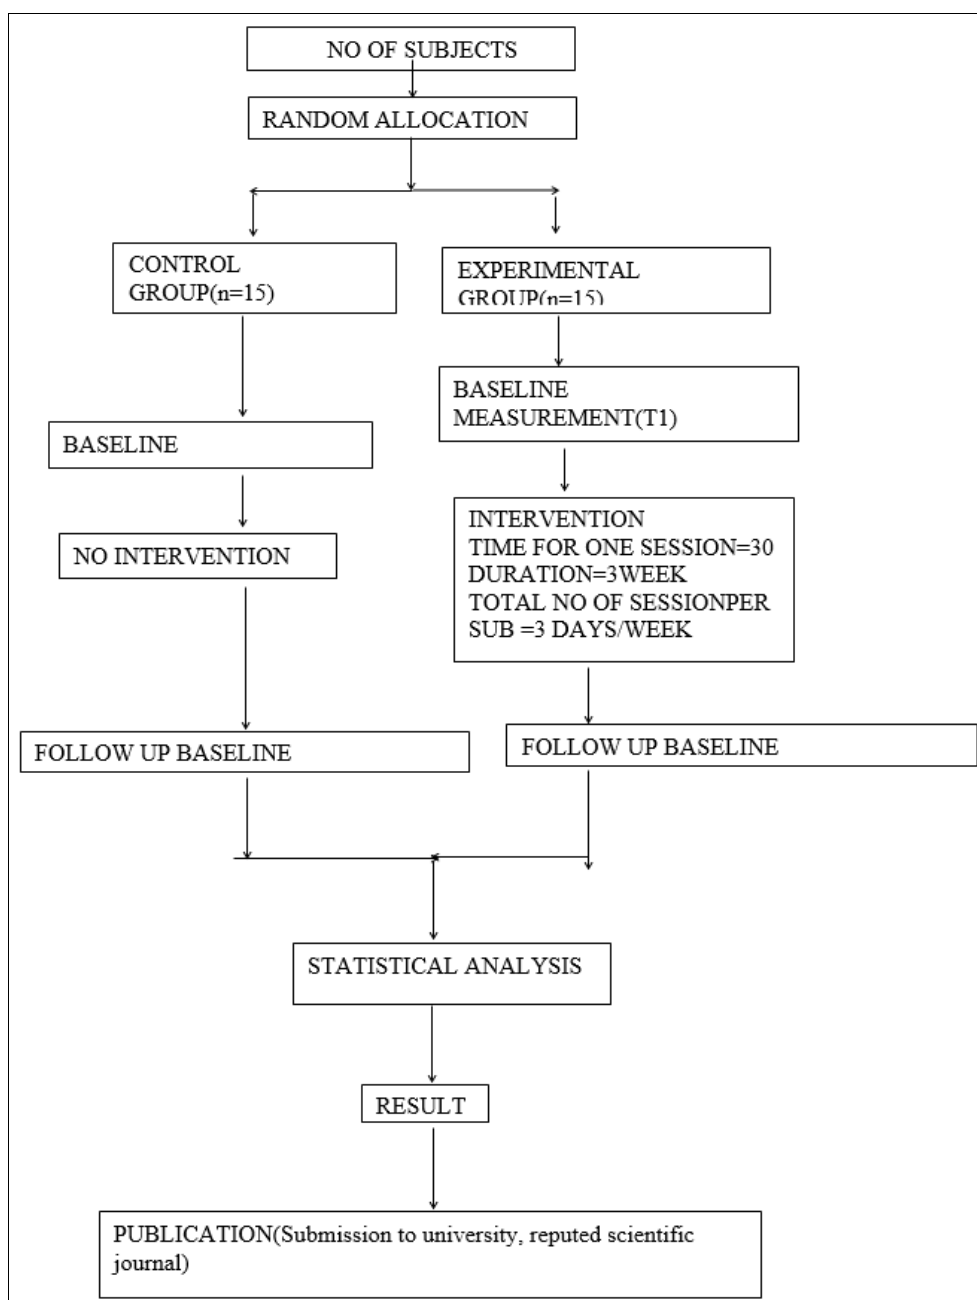 NO OF SUBJECTS
RANDOM ALLOCATION
CONTROL
GROUP(n=15)
EXPERIMENTAL
GROUP(n=15)
BASELINE
MEASUREMENT(T1)
BASELINE
INTERVENTION
TIME FOR ONE SESSION=30
DURATION=3WEEK
TOTAL NO OF SESSIONPER
SUB =3 DAYS/WEEK
NO INTERVENTION
FOLLOW UP BASELINE
FOLLOW UP BASELINE
STATISTICAL ANALYSIS
RESULT
PUBLICATION(Submission to university, reputed scientific
journal)